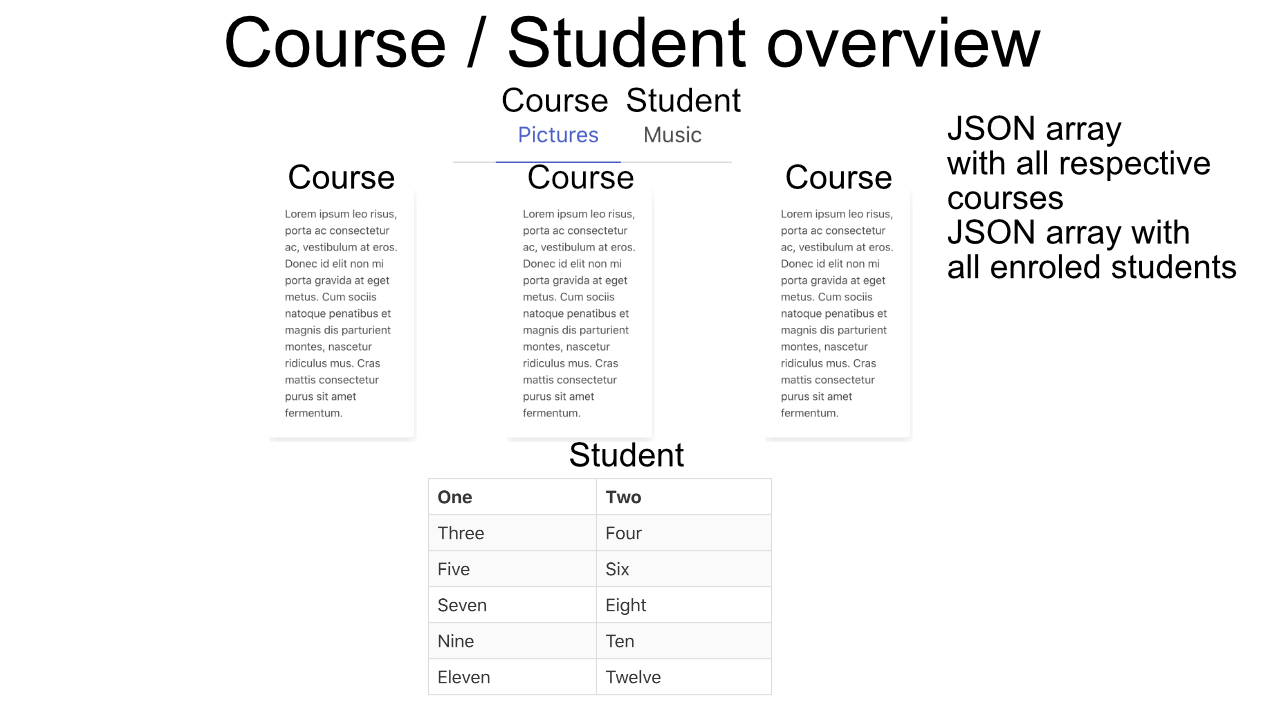 Course / Student overview
Course Student
Pictures Music
JSON array
with all respective
courses
JSON array with
all enroled students
Course
Lorem ipsum leo risus,
porta ac consectetur
ac, vestibulum at eros.
Donec id elit non mi
porta gravida at eget
metus. Cum sociis
natoque penatibus et
magnis dis parturient
montes, nascetur
ridiculus mus. Cras
mattis consectetur
purus sit amet
fermentum.
Course
Lorem ipsum leo risus,
porta ac consectetur
ac, vestibulum at eros.
Donec id elit non mi
porta gravida at eget
metus. Cum sociis
natoque penatibus et
magnis dis parturient
montes, nascetur
ridiculus mus. Cras
mattis consectetur
purus sit amet
fermentum.
Course
Lorem ipsum leo risus,
porta ac consectetur
ac, vestibulum at eros.
Donec id elit non mi
porta gravida at eget
metus. Cum sociis
natoque penatibus et
magnis dis parturient
montes, nascetur
ridiculus mus. Cras
mattis consectetur
purus sit amet
fermentum.
Student
One Two
Three Four
Five Six
Seven Eight
Nine Ten
Eleven Twelve